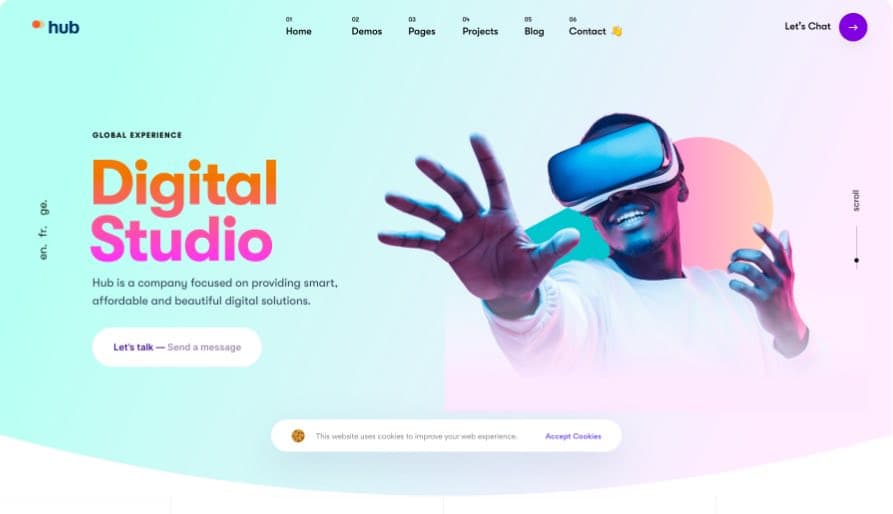 hub
01
Home
02
Demos
03
Pages
04
Projects
05
Blog
06
Contact 👋
Let's Chat →
GLOBAL EXPERIENCE
Digital
Studio
Hub is a company focused on providing smart,
affordable and beautiful digital solutions.
Let's talk — Send a message
en. fr. ge.
scroll
This website uses cookies to improve your web experience.
Accept Cookies